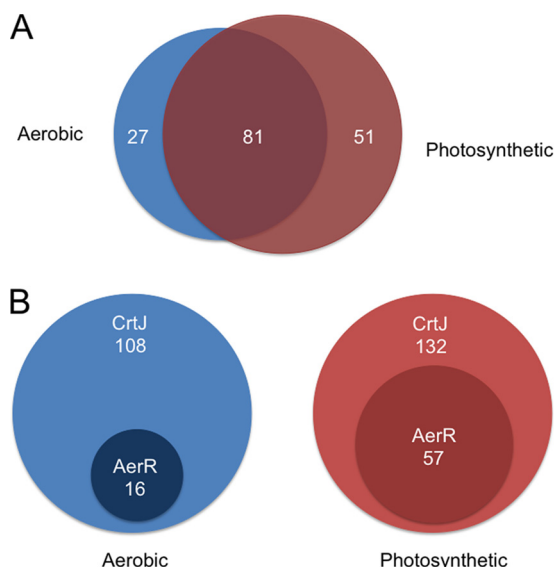 A
Aerobic
27
81
51
Photosynthetic
B
CrtJ
108
AerR
16
Aerobic
CrtJ
132
AerR
57
Photosynthetic